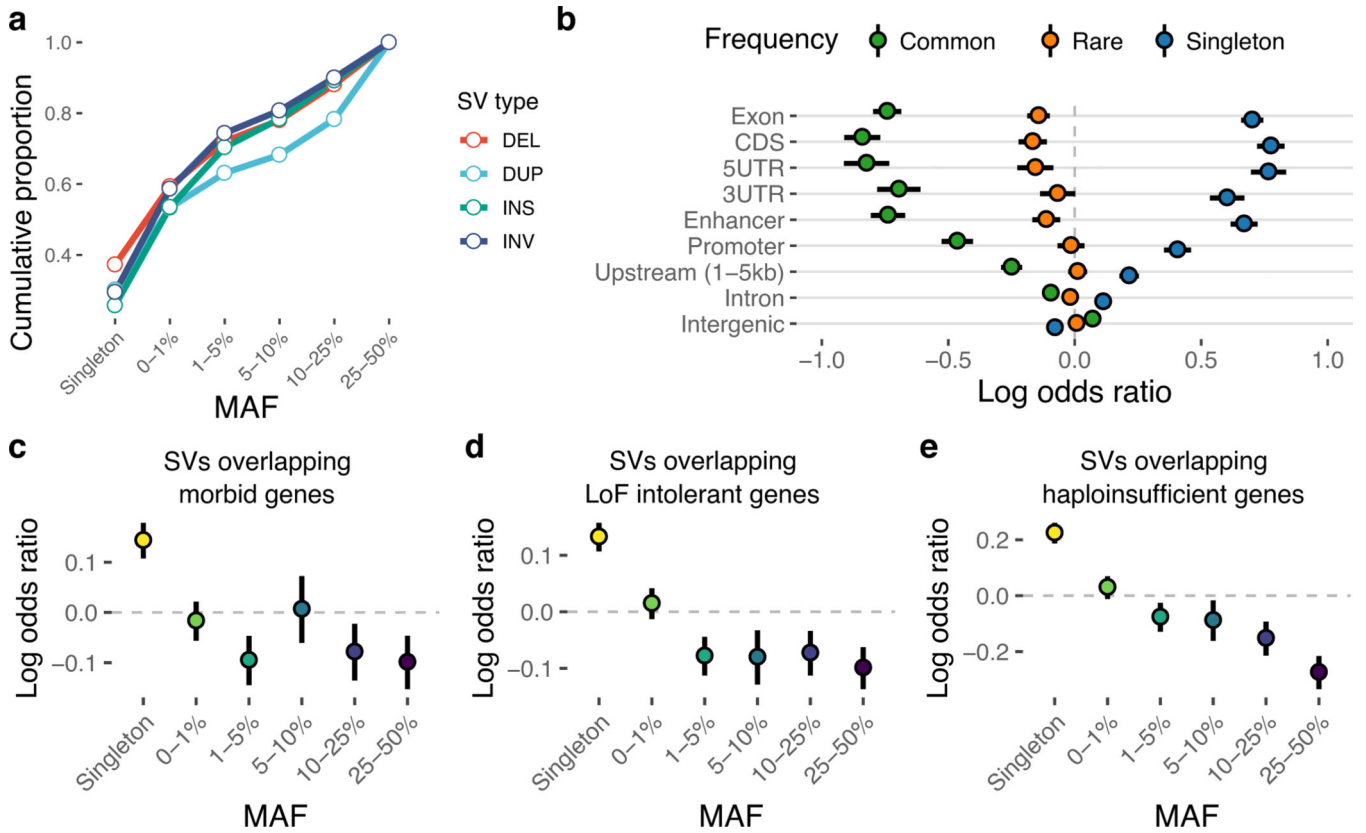 a
1.0
0.8
0.6
0.4
Cumulative proportion
Singleton
0–1%
1–5%
5–10%
10–25%
25–50%
MAF
SV type
DEL
DUP
INS
INV
b
Frequency Common Rare Singleton
Exon
CDS
5UTR
3UTR
Enhancer
Promoter
Upstream (1–5kb)
Intron
Intergenic
−1.0 −0.5 0.0 0.5 1.0
Log odds ratio
c
SVs overlapping
morbid genes
Log odds ratio
0.1
0.0
−0.1
Singleton
0–1%
1–5%
5–10%
10–25%
25–50%
MAF
d
SVs overlapping
LoF intolerant genes
Log odds ratio
0.1
0.0
−0.1
Singleton
0–1%
1–5%
5–10%
10–25%
25–50%
MAF
e
SVs overlapping
haploinsufficient genes
Log odds ratio
0.2
0.0
−0.2
Singleton
0–1%
1–5%
5–10%
10–25%
25–50%
MAF